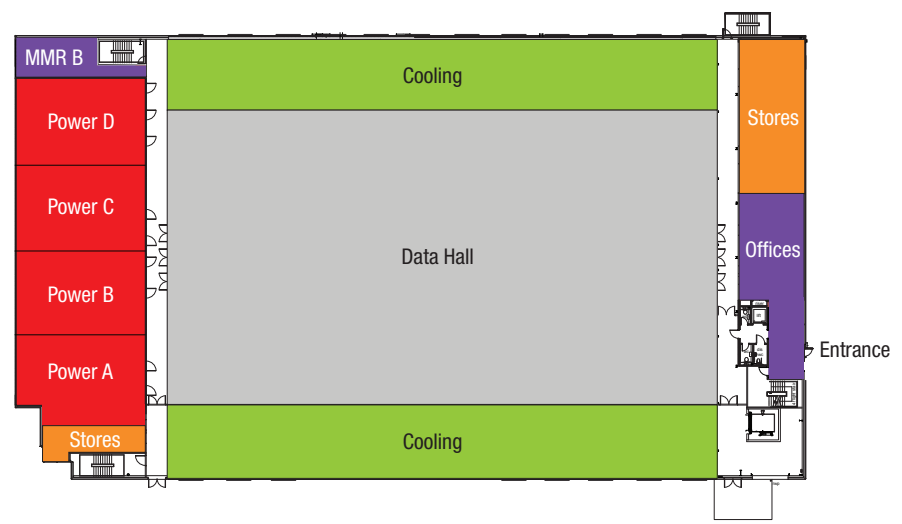 MMR B
Cooling
Power D
Stores
Power C
Offices
Data Hall
Power B
Entrance
Power A
Stores
Cooling